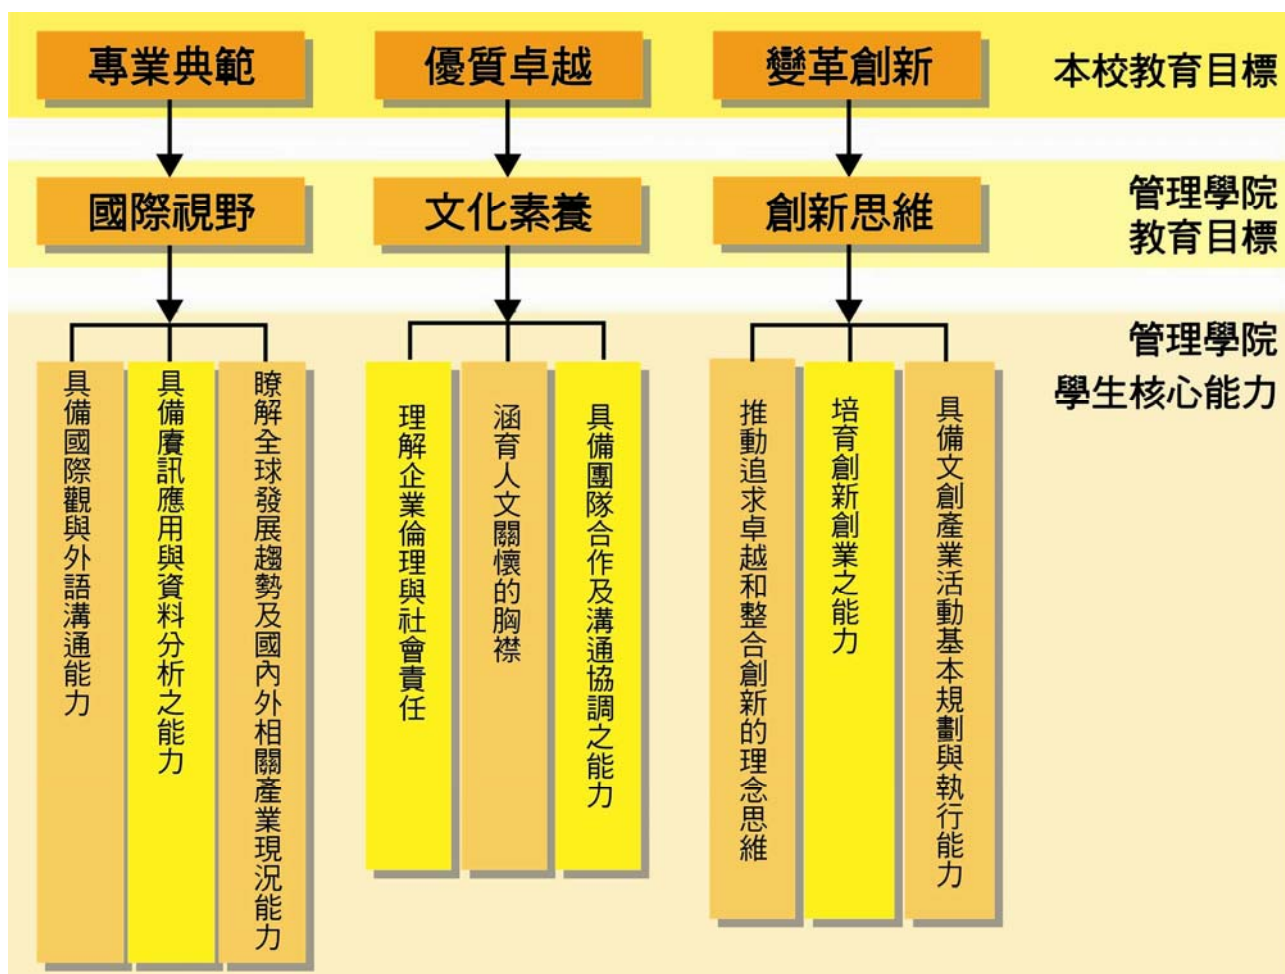 專業典範
優質卓越
變革創新
本校教育目標
國際視野
文化素養
創新思維
管理學院
教育目標
管理學院
學生核心能力
具備國際觀與外語溝通能力
具備賡訊應用與資料分析之能力
瞭解全球發展趨勢及國內外相關產業現況能力
理解企業倫理與社會責任
涵育人文關懷的胸襟
具備團隊合作及溝通協調之能力
推動追求卓越和整合創新的理念思維
培育創新創業之能力
具備文創產業活動基本規劃與執行能力